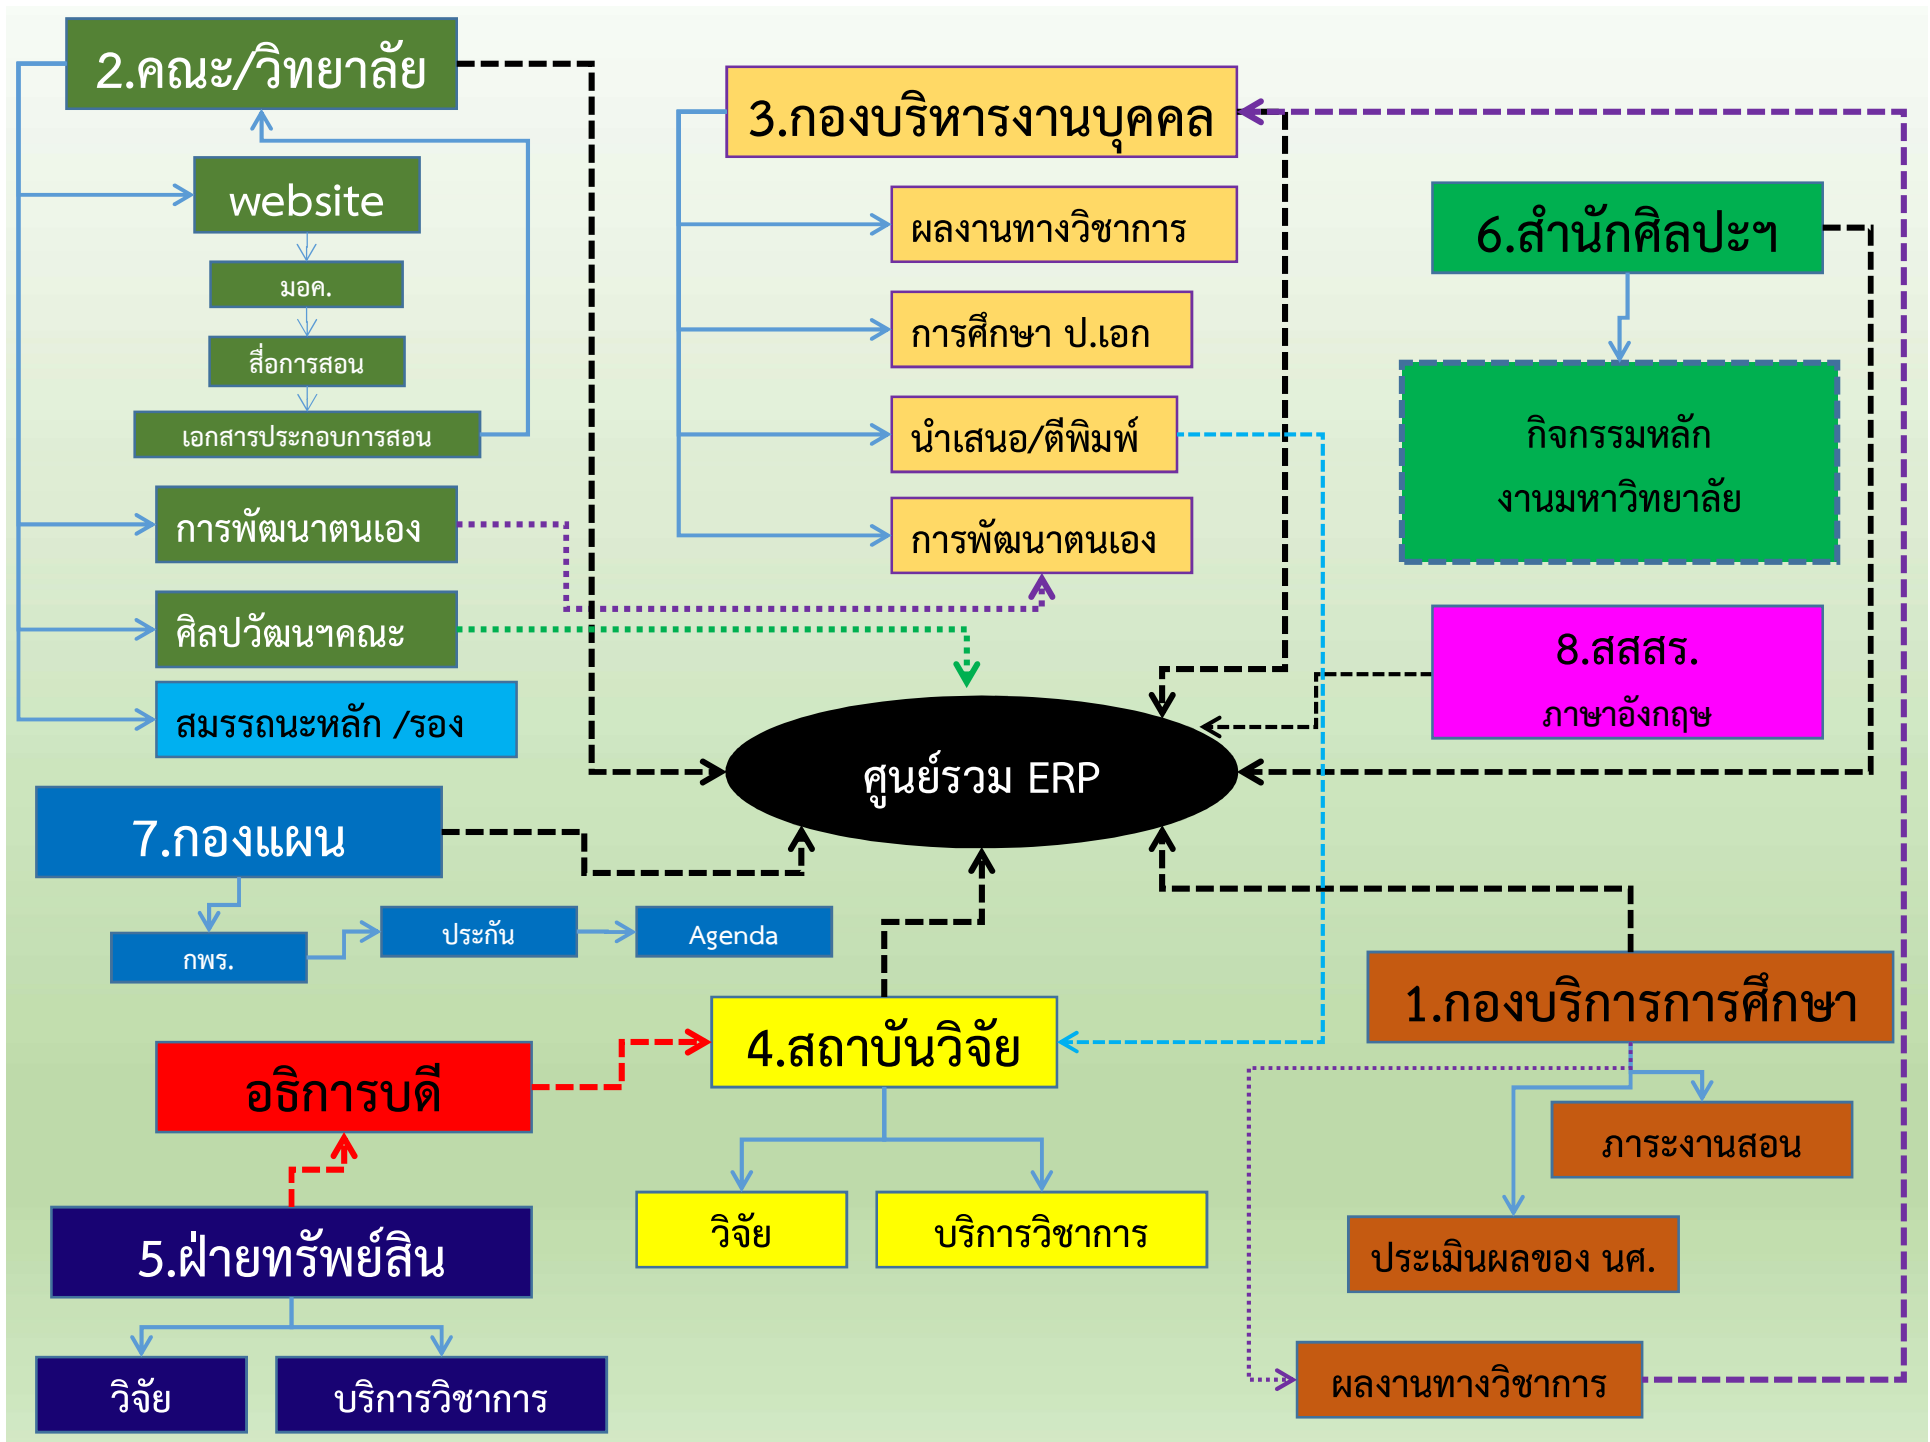 2.คณะ/วิทยาลัย
website
มอค.
สื่อการสอน
เอกสารประกอบการสอน
การพัฒนาตนเอง
ศิลปวัฒนฯคณะ
สมรรถนะหลัก /รอง
3.กองบริหารงานบุคคล
ผลงานทางวิชาการ
การศึกษา ป.เอก
นำเสนอ/ตีพิมพ์
การพัฒนาตนเอง
6.สำนักศิลปะฯ
กิจกรรมหลัก
งานมหาวิทยาลัย
8.สสสร.
ภาษาอังกฤษ
ศูนย์รวม ERP
7.กองแผน
กพร.
ประกัน
Agenda
4.สถาบันวิจัย
วิจัย
บริการวิชาการ
อธิการบดี
5.ฝ่ายทรัพย์สิน
วิจัย
บริการวิชาการ
1.กองบริการการศึกษา
ภาระงานสอน
ประเมินผลของ นศ.
ผลงานทางวิชาการ